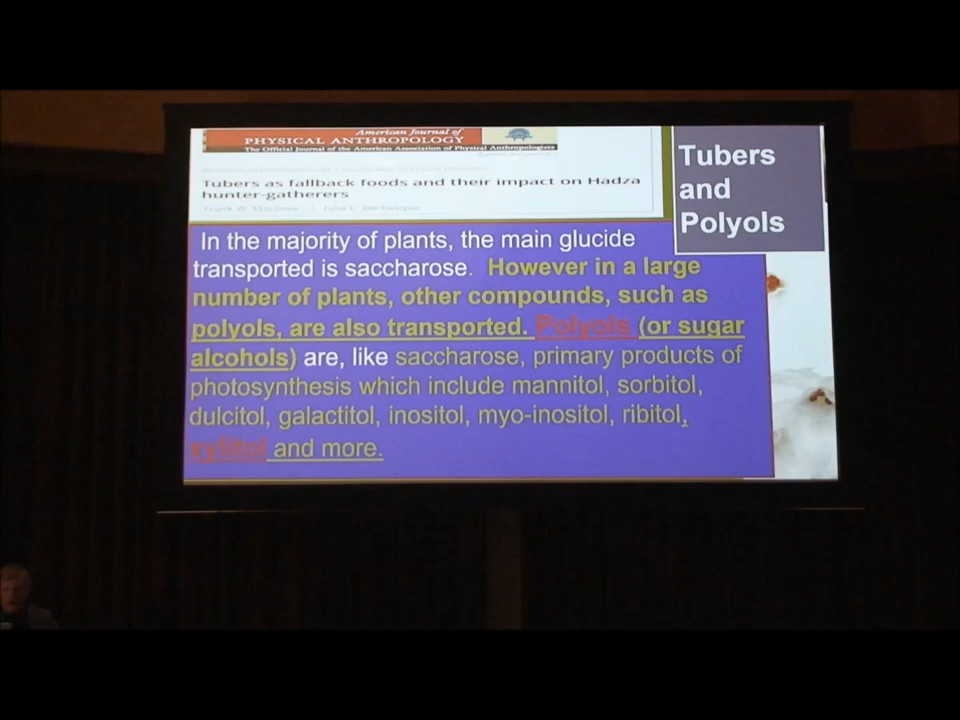 American Journal of
PHYSICAL ANTHROPOLOGY
The Official Journal of the American Association of Physical Anthropologists
Tubers as fallback foods and their impact on Hadza
hunter-gatherers
Frank W. Marlowe | Julia C. Berbesque
Tubers
and
Polyols
In the majority of plants, the main glucide
transported is saccharose. However in a large
number of plants, other compounds, such as
polyols, are also transported. Polyols (or sugar
alcohols) are, like saccharose, primary products of
photosynthesis which include mannitol, sorbitol,
dulcitol, galactitol, inositol, myo-inositol, ribitol,
xylitol and more.